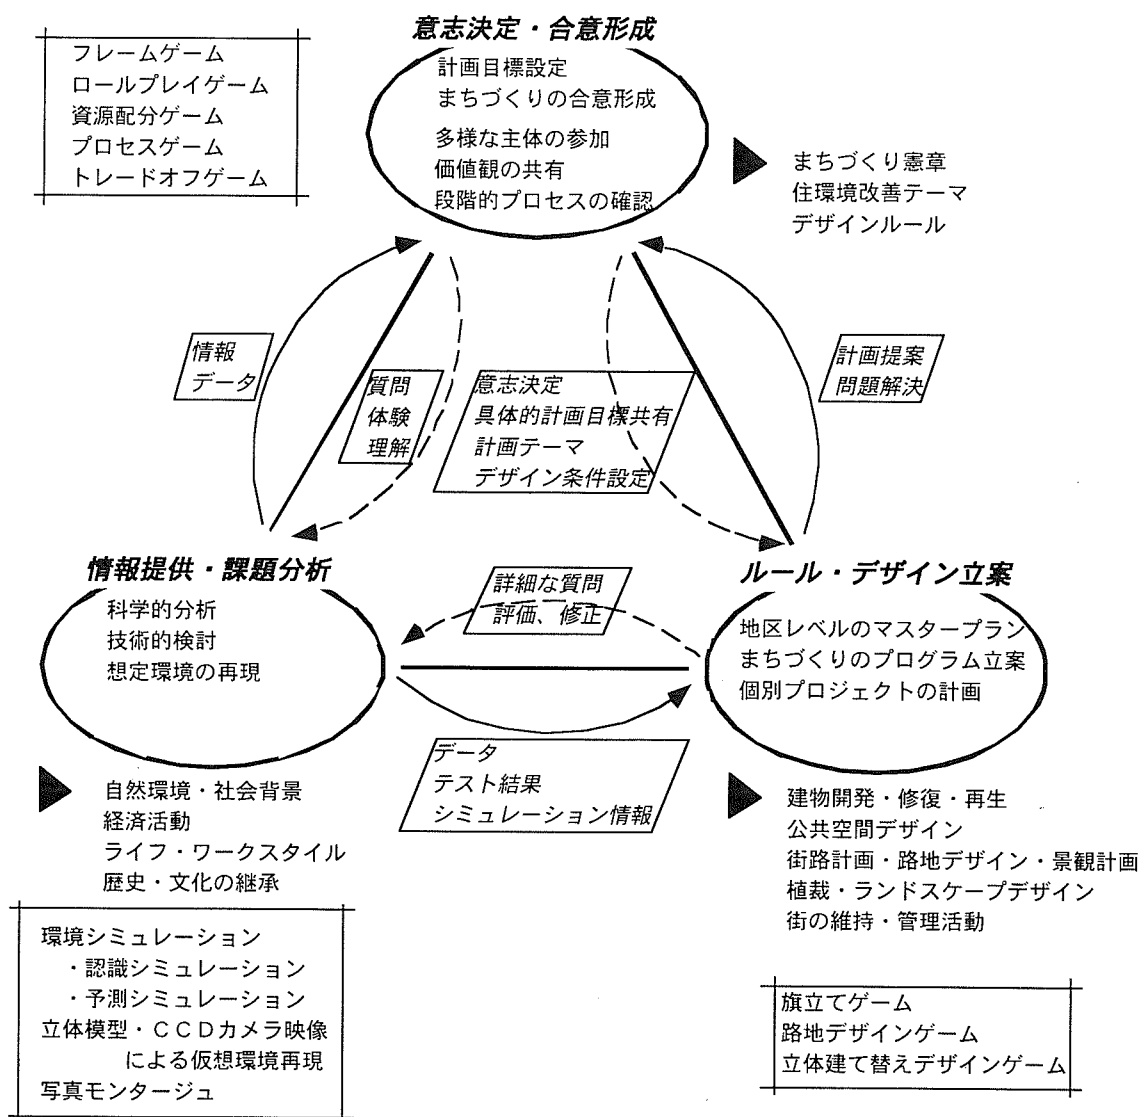 意志決定・合意形成
フレームゲーム
ロールプレイゲーム
資源配分ゲーム
プロセスゲーム
トレードオフゲーム
計画目標設定
まちづくりの合意形成
多様な主体の参加
価値観の共有
段階的プロセスの確認
まちづくり憲章
住環境改善テーマ
デザインルール
情報
データ
質問
体験
理解
意志決定
具体的計画目標共有
計画テーマ
デザイン条件設定
計画提案
問題解決
情報提供・課題分析
科学的分析
技術的検討
想定環境の再現
詳細な質問
評価、修正
ルール・デザイン立案
地区レベルのマスタープラン
まちづくりのプログラム立案
個別プロジェクトの計画
データ
テスト結果
シミュレーション情報
自然環境・社会背景
経済活動
ライフ・ワークスタイル
歴史・文化の継承
建物開発・修復・再生
公共空間デザイン
街路計画・路地デザイン・景観計画
植裁・ランドスケープデザイン
街の維持・管理活動
環境シミュレーション
・認識シミュレーション
・予測シミュレーション
立体模型・CCDカメラ映像
による仮想環境再現
写真モンタージュ
旗立てゲーム
路地デザインゲーム
立体建て替えデザインゲーム